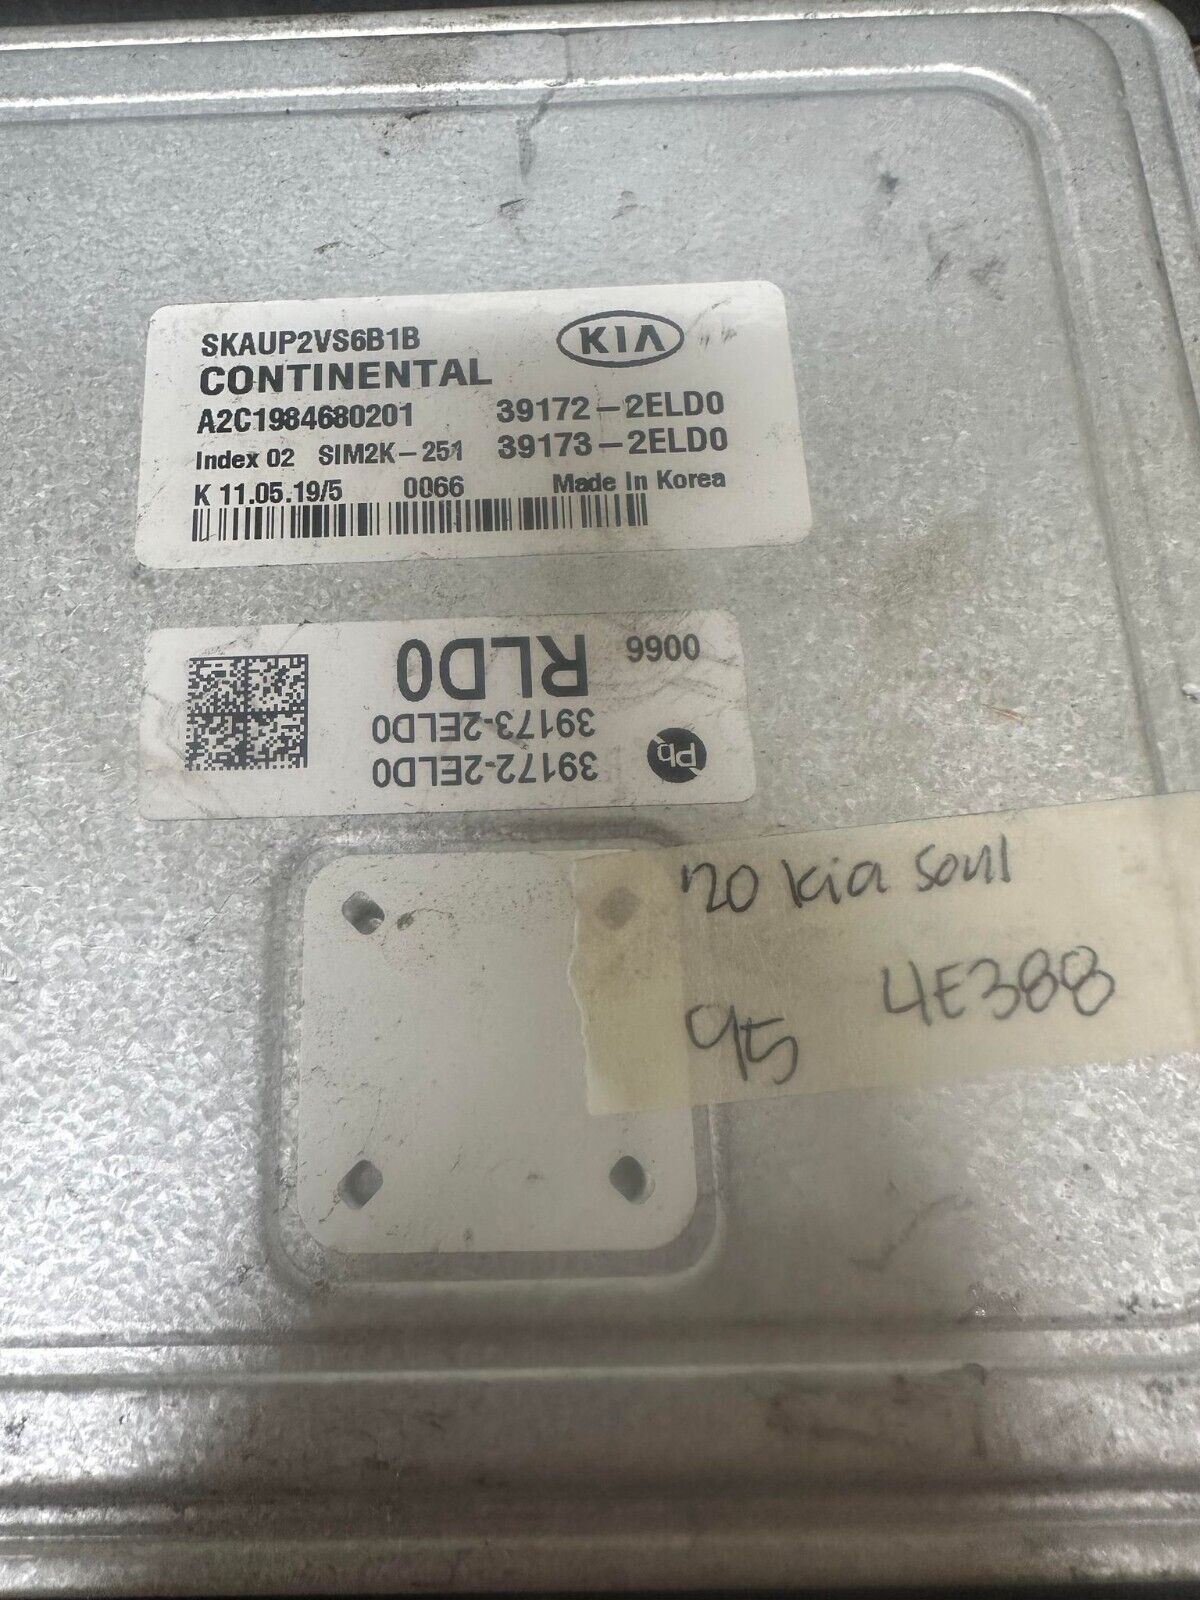 SKAUP2VS6B1B
KIA
CONTINENTAL
A2C1984680201 39172-2ELD0
Index 02 SIM2K-251 39173-2ELD0
K 11.05.19/5 0066 Made In Korea
39172-2ELD0
39173-2ELD0
Pb
RLD0
0066
'20 kia soul
95 4E388